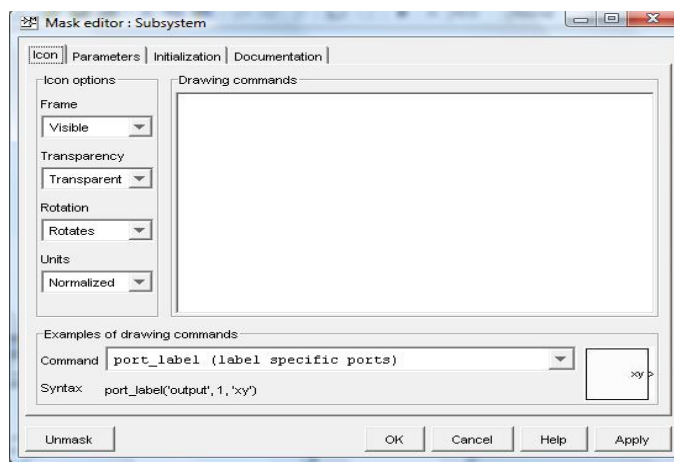 Mask editor : Subsystem
Icon Parameters Initialization Documentation
Icon options
Frame
Visible
Transparency
Transparent
Rotation
Rotates
Units
Normalized
Drawing commands
Examples of drawing commands
Command port_label (label specific ports)
Syntax port_label('output', 1, 'xy')
xy >
Unmask OK Cancel Help Apply